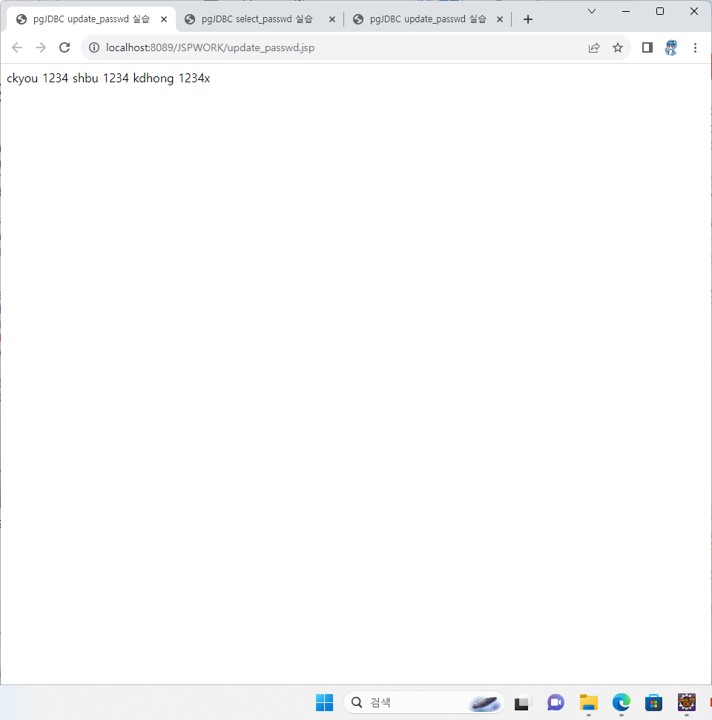 pgJDBC update_passwd 실습
pgJDBC select_passwd 실습
pgJDBC update_passwd 실습
localhost:8089/JSPWORK/update_passwd.jsp
ckyou 1234 shbu 1234 kdhong 1234x
검색